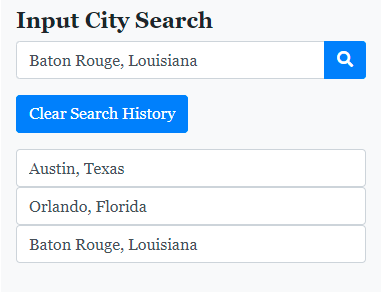 Input City Search
Baton Rouge, Louisiana
Clear Search History
Austin, Texas
Orlando, Florida
Baton Rouge, Louisiana